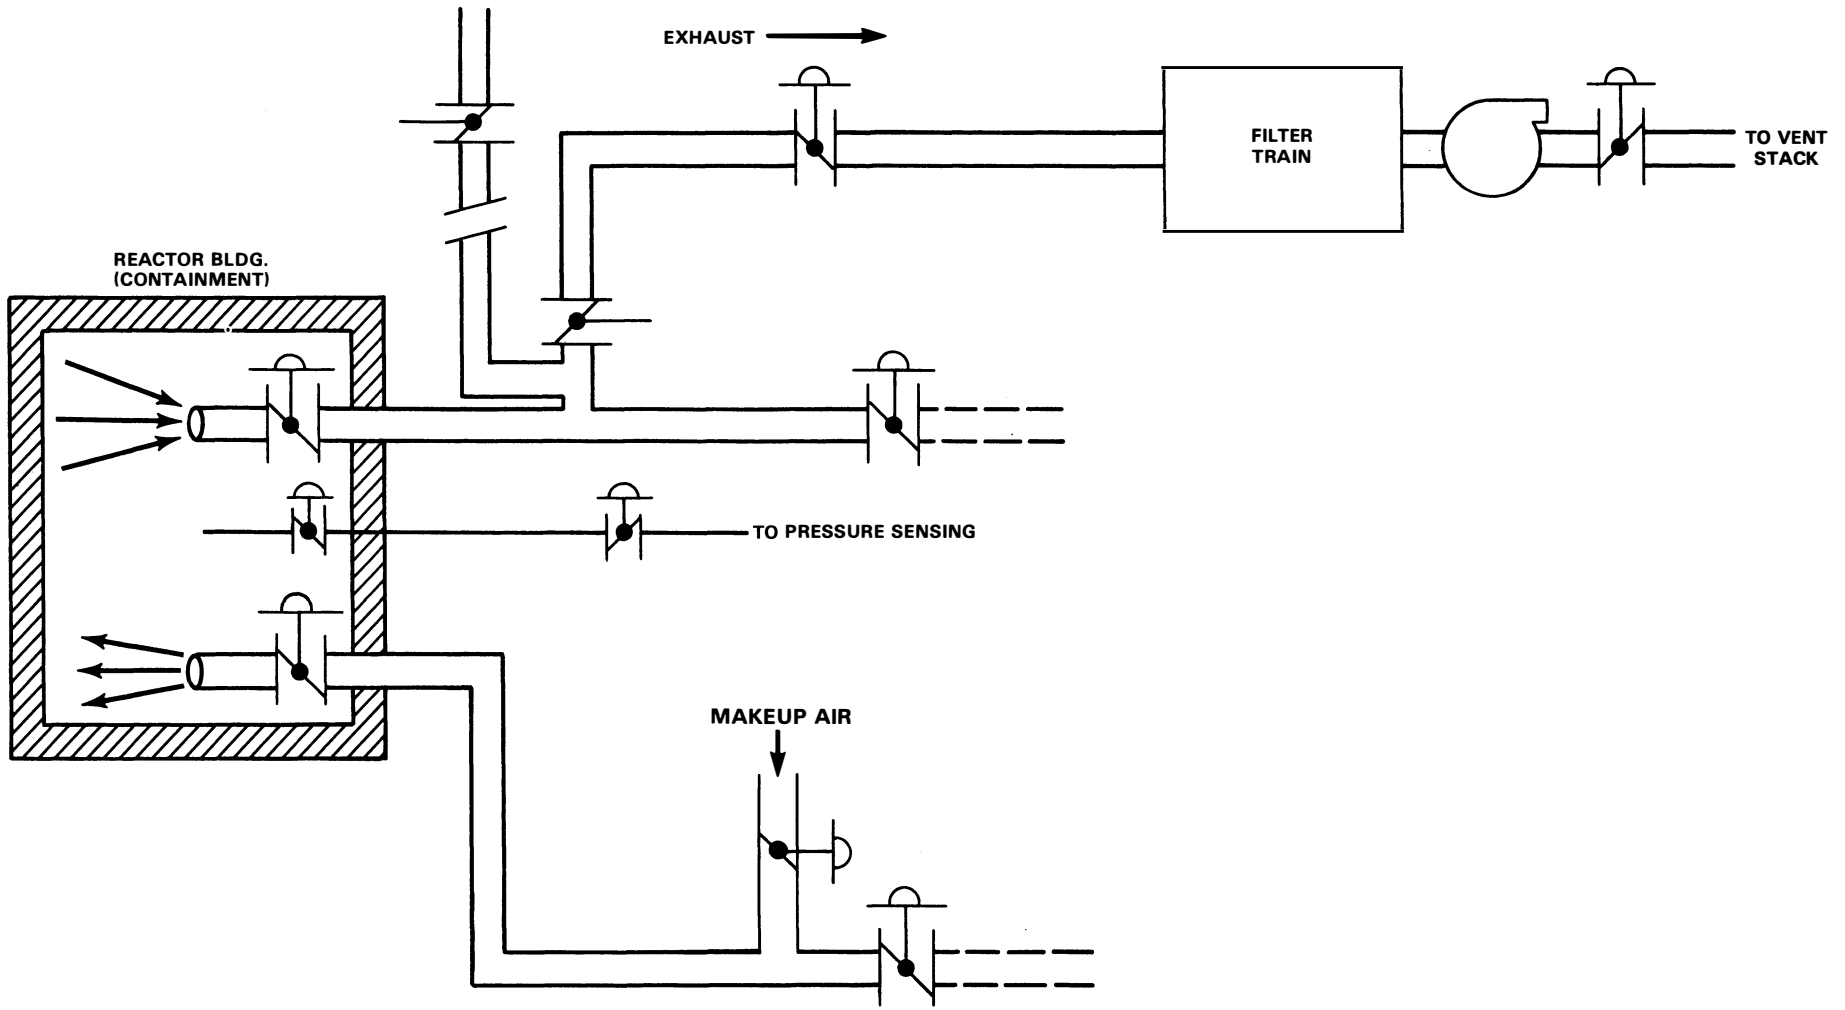 EXHAUST
FILTER
TRAIN
TO VENT
STACK
REACTOR BLDG.
(CONTAINMENT)
TO PRESSURE SENSING
MAKEUP AIR